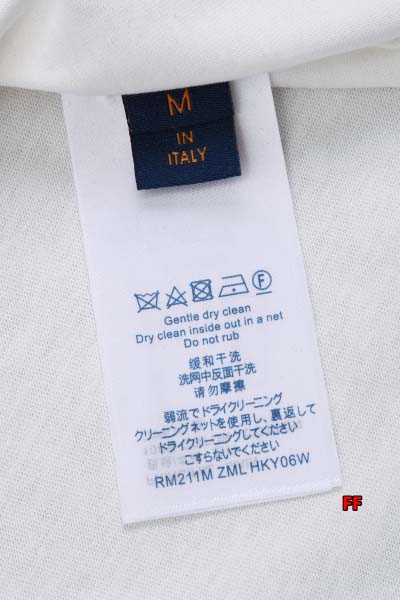 M
IN
ITALY
F
Gentle dry clean
Dry clean inside out in a net
Do not rub
缓和干洗
洗网中反面干洗
请勿摩擦
弱流でドライクリーニング
クリーニングネットを使用し、裏返して
ドライクリーニングしてください
こすらないでください
RM211M ZML HKY06W
FF